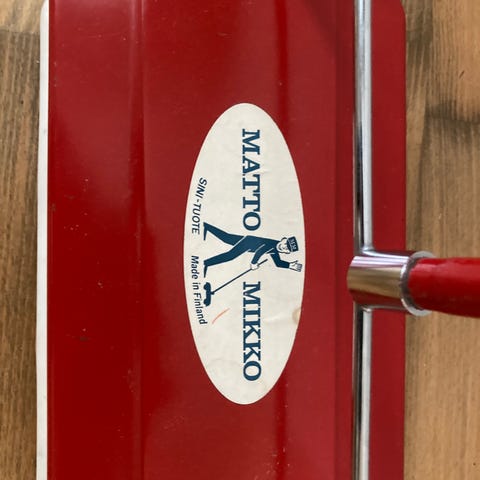 MATTO MIKKO
SINI-TUOTE Made in Finland